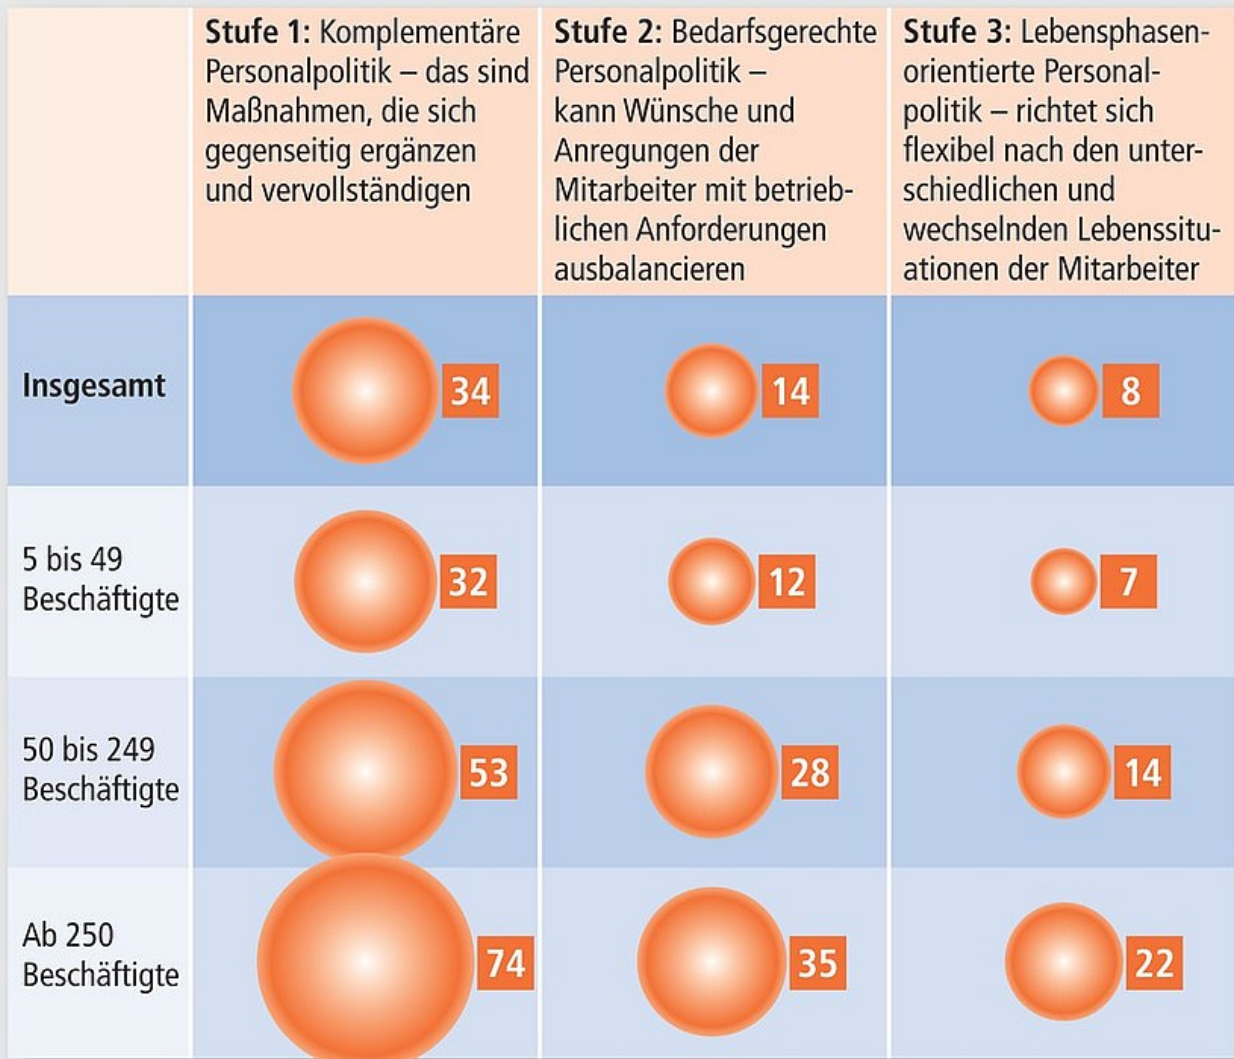 Stufe 1: Komplementäre
Personalpolitik – das sind
Maßnahmen, die sich
gegenseitig ergänzen
und vervollständigen
Stufe 2: Bedarfsgerechte
Personalpolitik –
kann Wünsche und
Anregungen der
Mitarbeiter mit betrieb-
lichen Anforderungen
ausbalancieren
Stufe 3: Lebensphasen-
orientierte Personal-
politik – richtet sich
flexibel nach den unter-
schiedlichen und
wechselnden Lebenssitu-
ationen der Mitarbeiter
Insgesamt
34
14
8
5 bis 49
Beschäftigte
32
12
7
50 bis 249
Beschäftigte
53
28
14
Ab 250
Beschäftigte
74
35
22